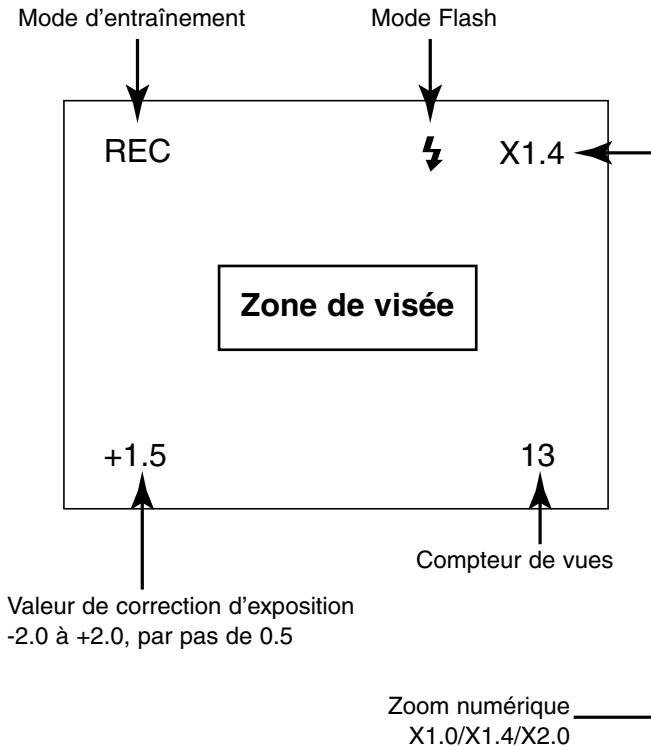 Mode d'entraînement
Mode Flash
REC
X1.4
Zone de visée
+1.5
13
Compteur de vues
Valeur de correction d'exposition
-2.0 à +2.0, par pas de 0.5
Zoom numérique
X1.0/X1.4/X2.0